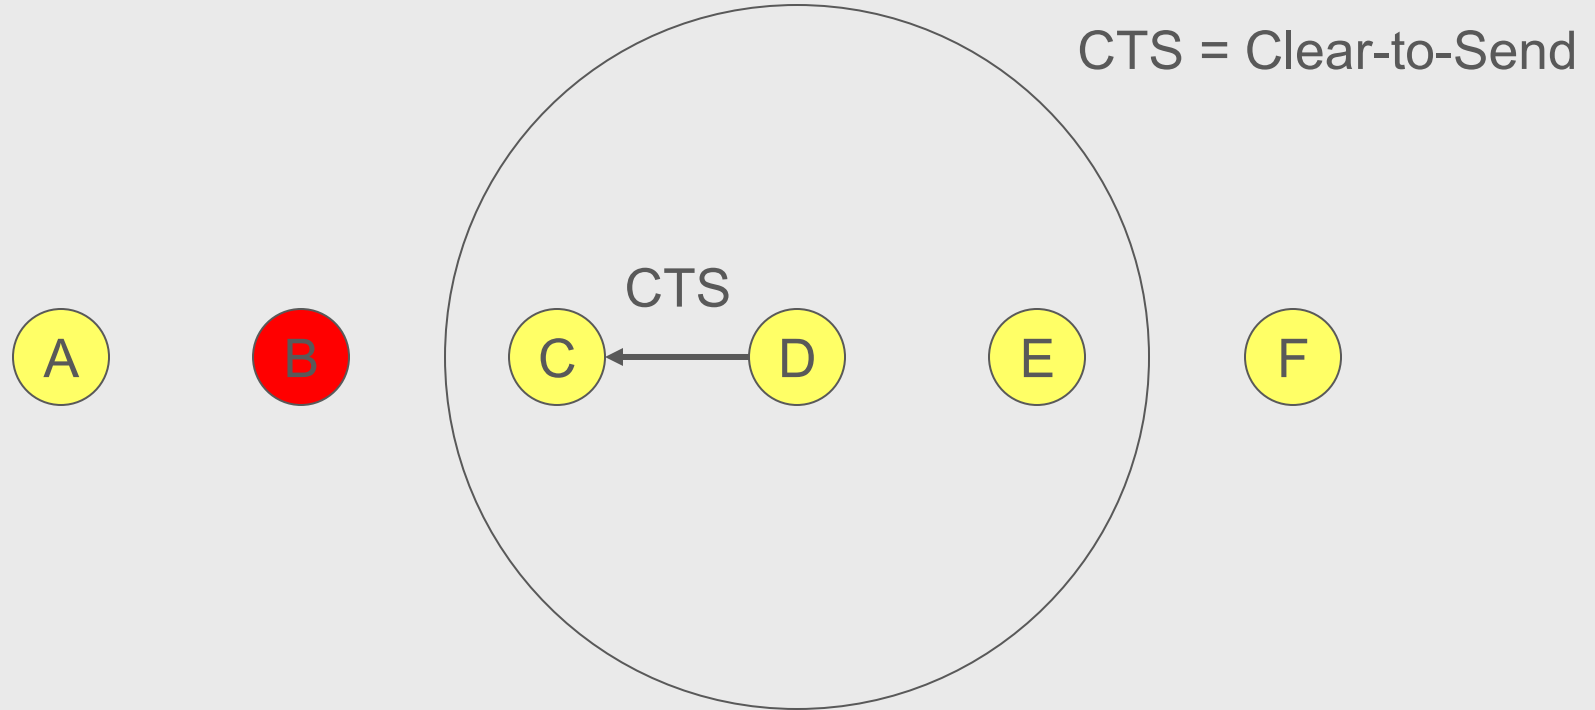 CTS = Clear-to-Send
CTS
A B C D E F